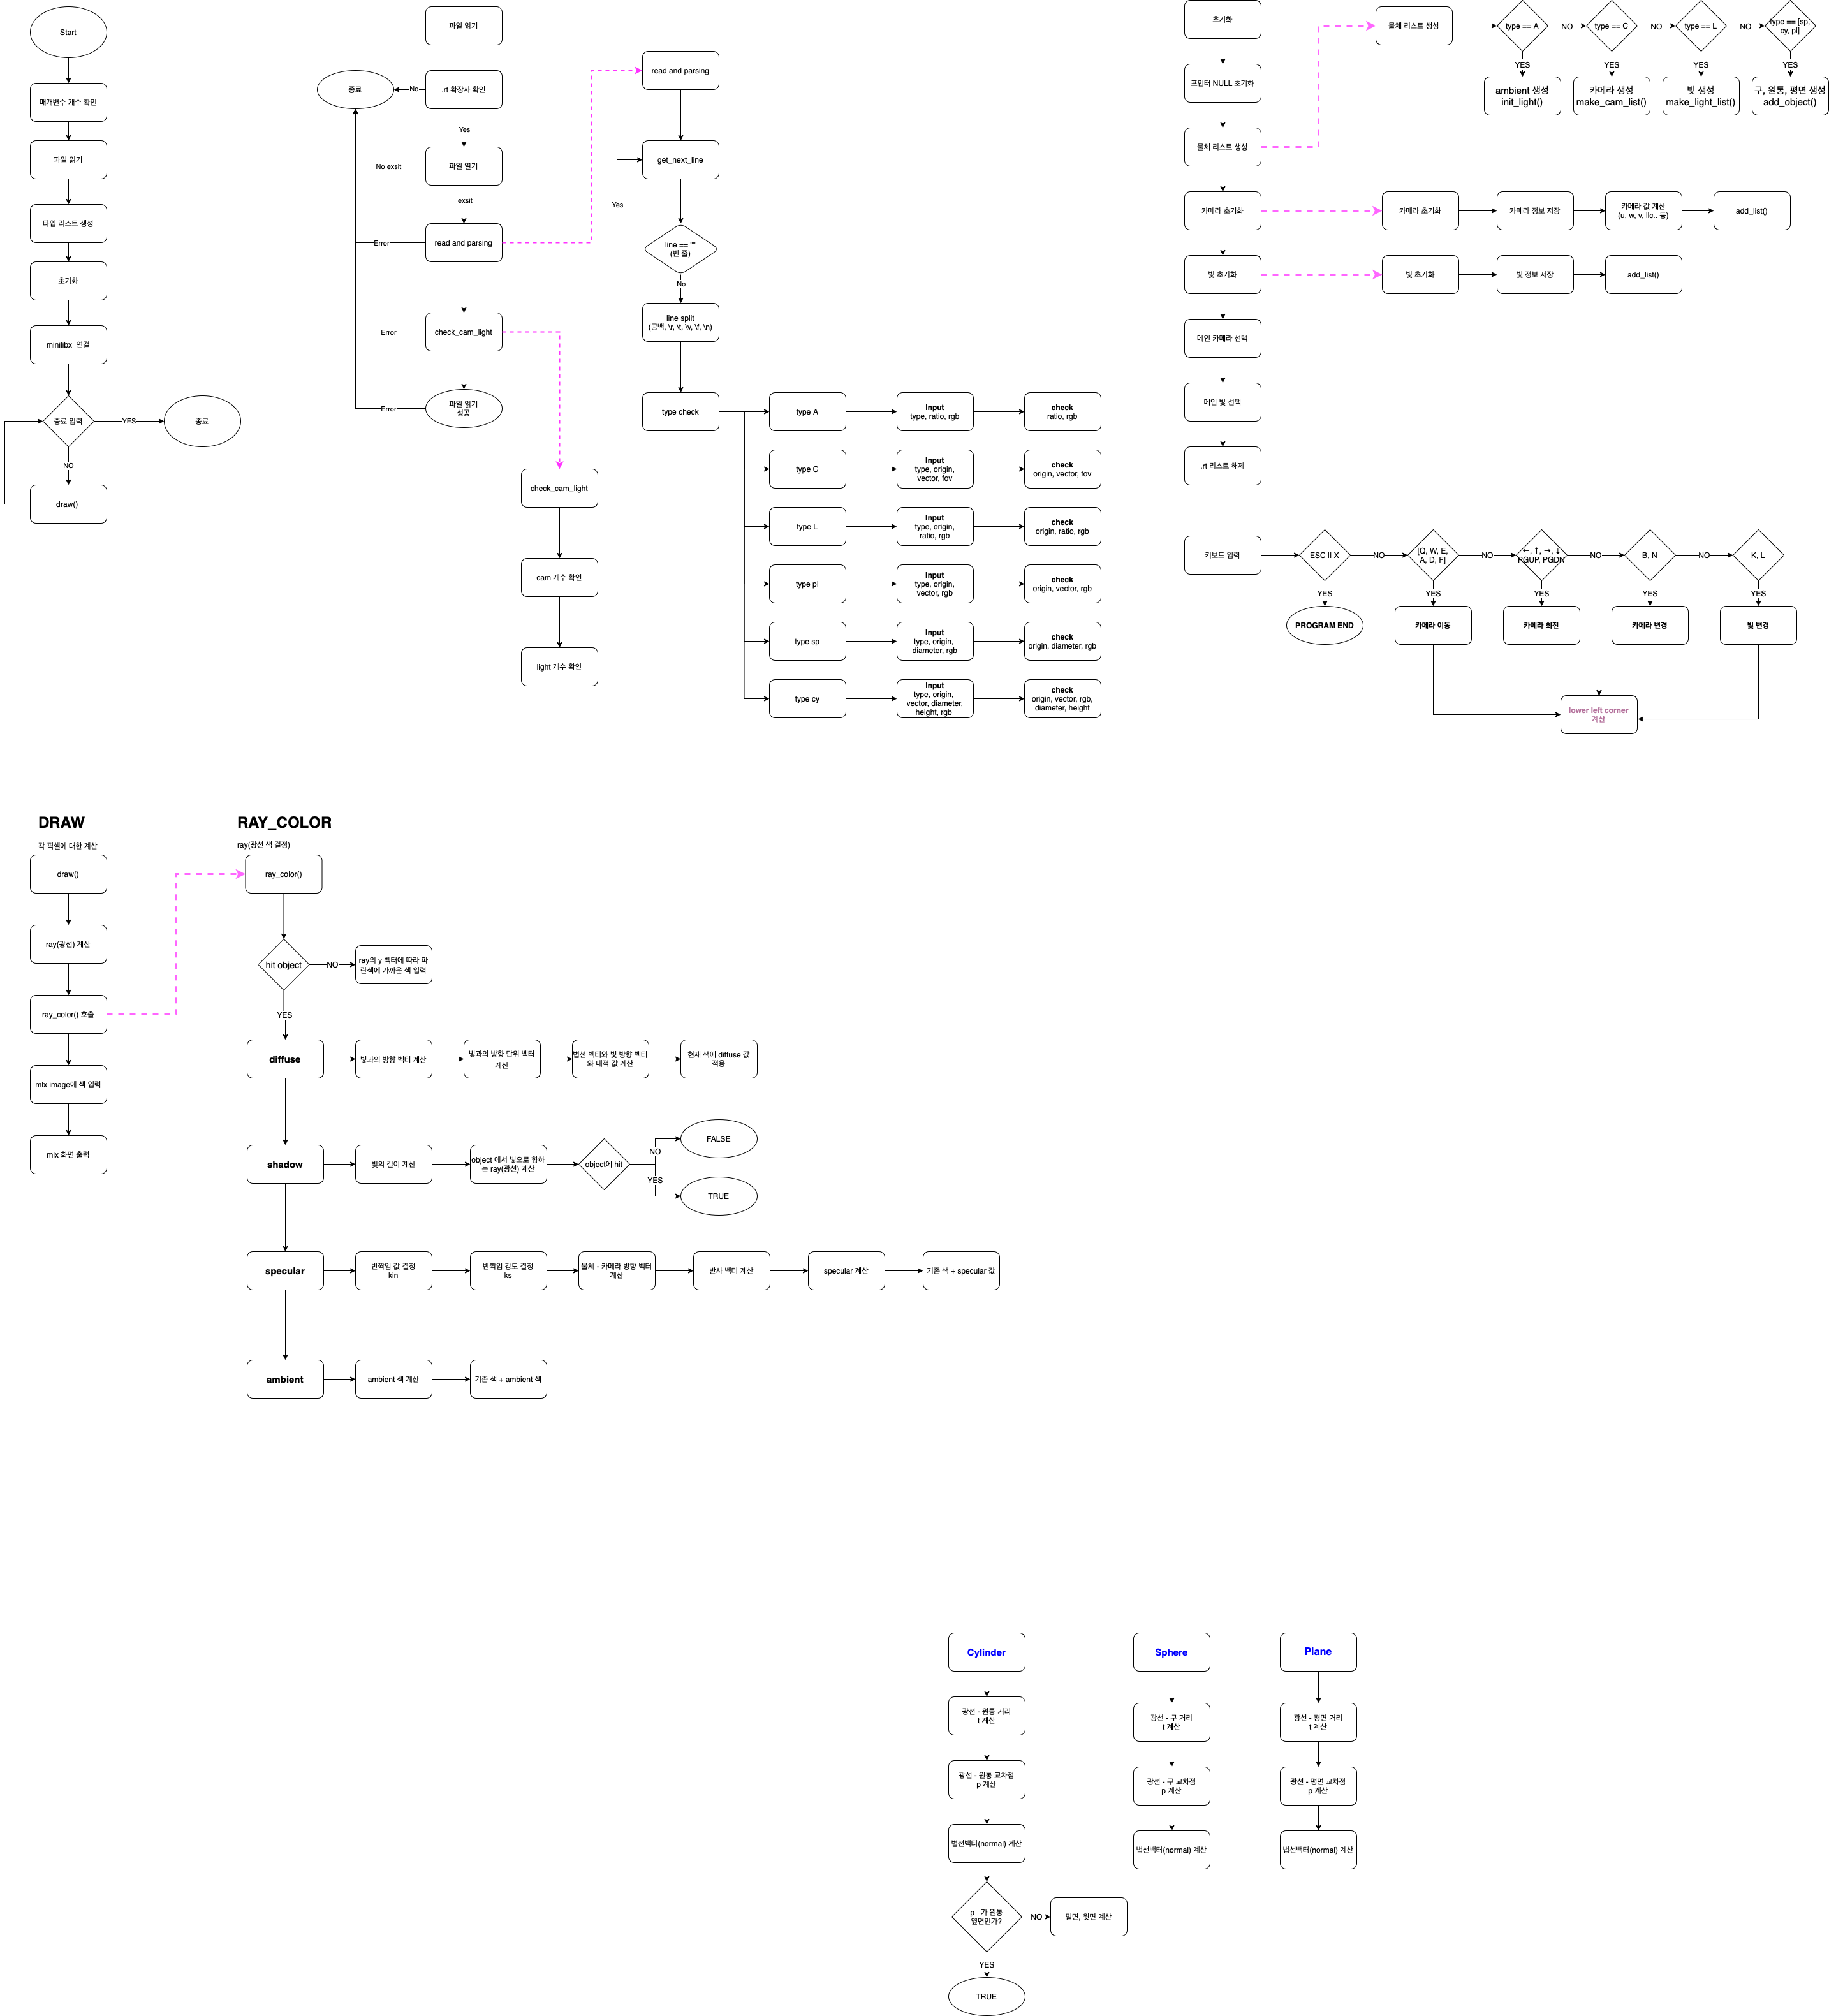 Start
매개변수 개수 확인
파일 읽기
타입 리스트 생성
초기화
minilibx 연결
종료 입력
YES
종료
NO
draw()
파일 읽기
.rt 확장자 확인
No
종료
Yes
파일 열기
No exsit
exsit
read and parsing
Error
check_cam_light
Error
파일 읽기
성공
Error
check_cam_light
cam 개수 확인
light 개수 확인
read and parsing
get_next_line
Yes
line == ""
(빈 줄)
No
line split
(공백, \r, \t, \v, \f, \n)
type check
type A
Input
type, ratio, rgb
check
ratio, rgb
type C
Input
type, origin,
vector, fov
check
origin, vector, fov
type L
Input
type, origin,
ratio, rgb
check
origin, ratio, rgb
type pl
Input
type, origin,
vector, rgb
check
origin, vector, rgb
type sp
Input
type, origin,
diameter, rgb
check
origin, diameter, rgb
type cy
Input
type, origin,
vector, diameter,
height, rgb
check
origin, vector, rgb,
diameter, height
초기화
포인터 NULL 초기화
물체 리스트 생성
카메라 초기화
빛 초기화
메인 카메라 선택
메인 빛 선택
.rt 리스트 해제
물체 리스트 생성
type == A
NO
type == C
NO
type == L
NO
type == [sp,
cy, pl]
YES
YES
YES
YES
ambient 생성
init_light()
카메라 생성
make_cam_list()
빛 생성
make_light_list()
구, 원통, 평면 생성
add_object()
카메라 초기화
카메라 정보 저장
카메라 값 계산
(u, w, v, llc.. 등)
add_list()
빛 초기화
빛 정보 저장
add_list()
키보드 입력
ESC || X
NO
[Q, W, E,
A, D, F]
NO
←, ↑, →, ↓
PGUP, PGDN
NO
B, N
NO
K, L
YES
YES
YES
YES
YES
PROGRAM END
카메라 이동
카메라 회전
카메라 변경
빛 변경
lower left corner
계산
DRAW
각 픽셀에 대한 계산
draw()
ray(광선) 계산
ray_color() 호출
mlx image에 색 입력
mlx 화면 출력
RAY_COLOR
ray(광선 색 결정)
ray_color()
hit object
NO
ray의 y 벡터에 따라 파
란색에 가까운 색 입력
YES
diffuse
빛과의 방향 벡터 계산
빛과의 방향 단위 벡터
계산
법선 벡터와 빛 방향 벡터
와 내적 값 계산
현재 색에 diffuse 값
적용
shadow
빛의 길이 계산
object 에서 빛으로 향하
는 ray(광선) 계산
object에 hit
NO
FALSE
YES
TRUE
specular
반짝임 값 결정
kin
반짝임 강도 결정
ks
물체 - 카메라 방향 벡터
계산
반사 벡터 계산
specular 계산
기존 색 + specular 값
ambient
ambient 색 계산
기존 색 + ambient 색
Cylinder
광선 - 원통 거리
t 계산
광선 - 원통 교차점
p 계산
법선벡터(normal) 계산
p 가 원통
옆면인가?
NO
밑면, 윗면 계산
YES
TRUE
Sphere
광선 - 구 거리
t 계산
광선 - 구 교차점
p 계산
법선벡터(normal) 계산
Plane
광선 - 평면 거리
t 계산
광선 - 평면 교차점
p 계산
법선벡터(normal) 계산